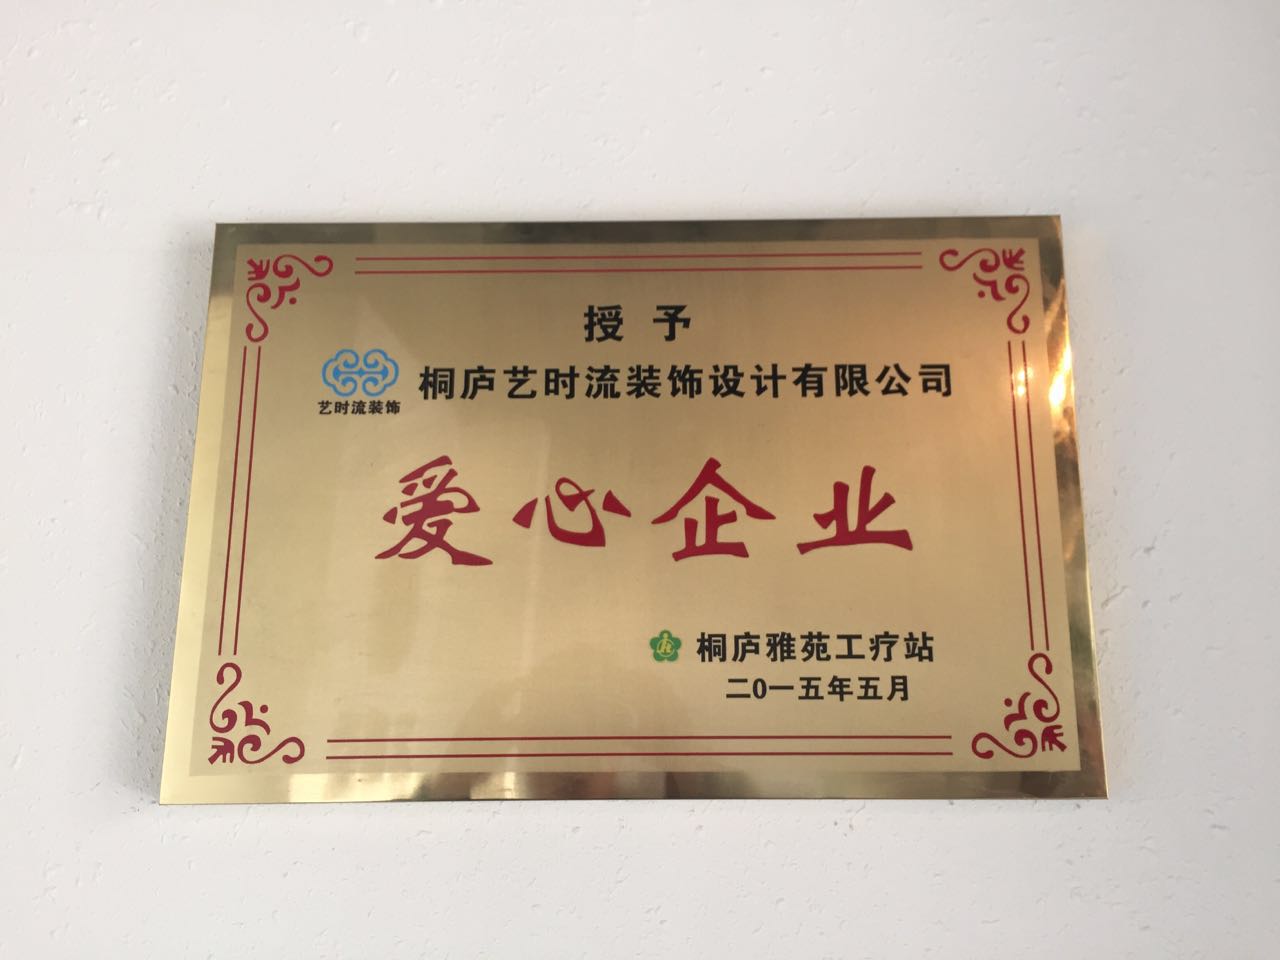 授予
艺时流装饰
桐庐艺时流装饰设计有限公司
爱心企业
桐庐雅苑工疗站
二0一五年五月